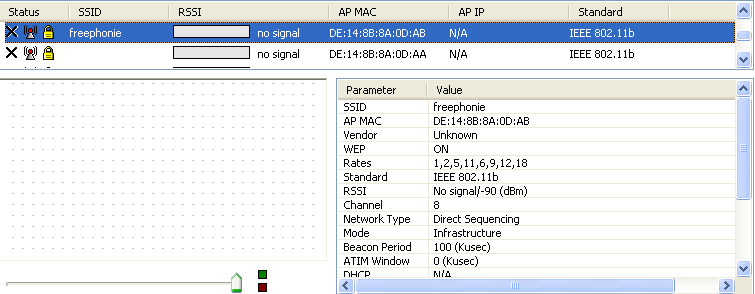 Status SSID RSSI AP MAC AP IP Standard
freephonie no signal DE:14:8B:8A:0D:AB N/A IEEE 802.11b
no signal DE:14:8B:8A:0D:AA N/A IEEE 802.11b
Parameter Value
SSID freephonie
AP MAC DE:14:8B:8A:0D:AB
Vendor Unknown
WEP ON
Rates 1,2,5,11,6,9,12,18
Standard IEEE 802.11b
RSSI No signal/-90 (dBm)
Channel 8
Network Type Direct Sequencing
Mode Infrastructure
Beacon Period 100 (Kusec)
ATIM Window 0 (Kusec)
DHCP N/A